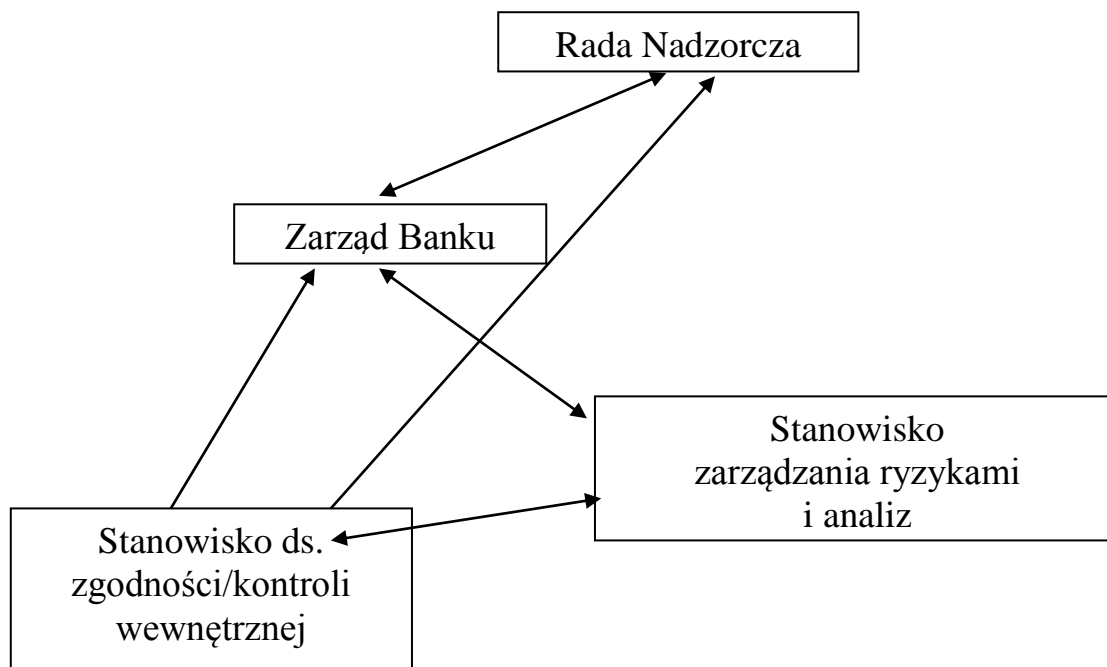 Rada Nadzorcza
Zarząd Banku
Stanowisko
zarządzania ryzykami
i analiz
Stanowisko ds.
zgodności/kontroli
wewnętrznej